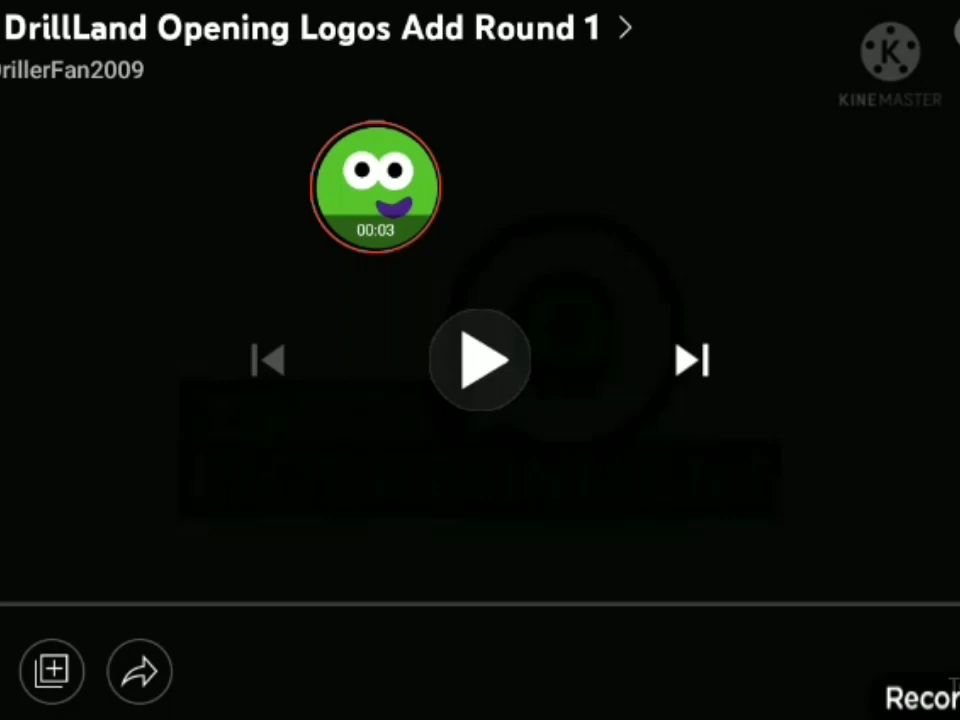 DrillLand Opening Logos Add Round 1
rillerFan2009
K
KINEMASTER
00:03
Recor